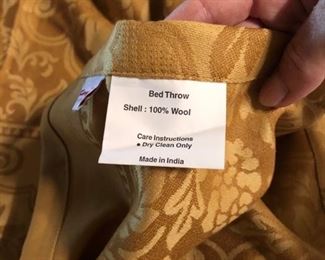 Bed Throw
Shell : 100% Wool
Care Instructions
• Dry Clean Only
Made in India